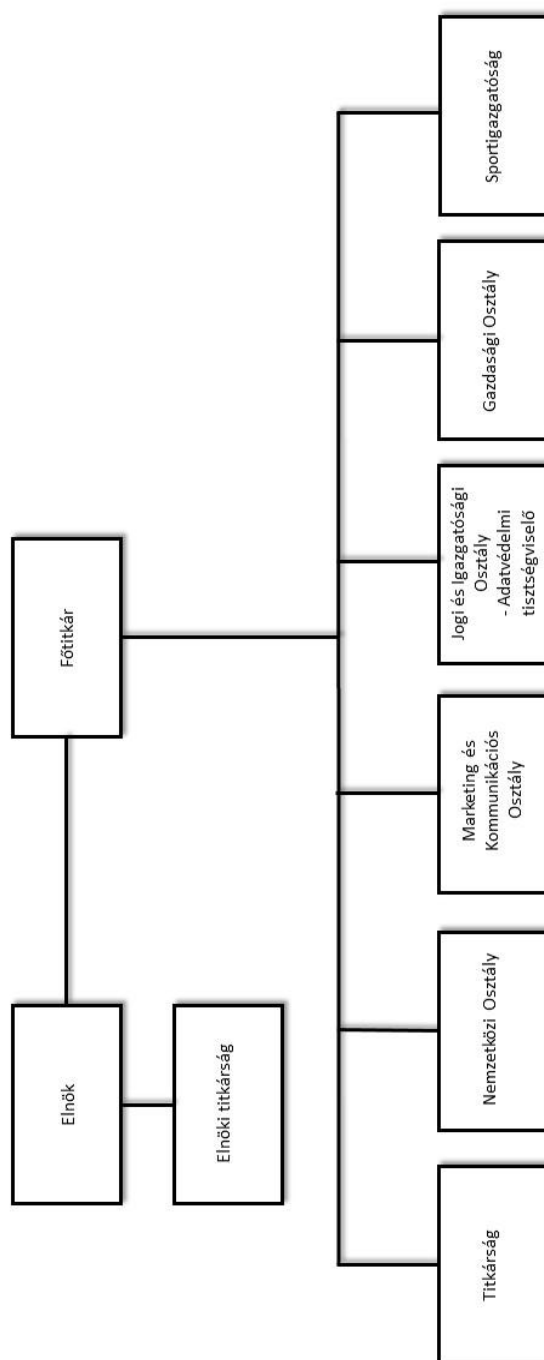 Elnök
Főtitkár
Elnöki titkárság
Titkárság
Nemzetközi Osztály
Marketing és
Kommunikációs
Osztály
Jogi és Igazgatósági
Osztály
- Adatvédelmi
tisztségviselő
Gazdasági Osztály
Sportigazgatóság